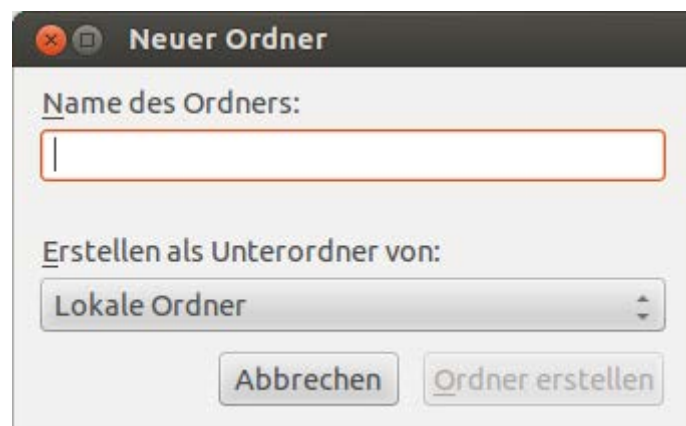 Neuer Ordner
Name des Ordners:
Erstellen als Unterordner von:
Lokale Ordner
Abbrechen Ordner erstellen